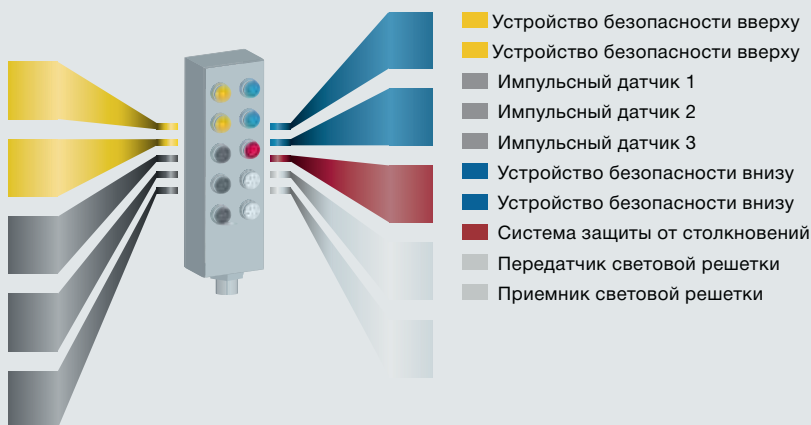 Устройство безопасности вверху
Устройство безопасности вверху
Импульсный датчик 1
Импульсный датчик 2
Импульсный датчик 3
Устройство безопасности внизу
Устройство безопасности внизу
Система защиты от столкновений
Передатчик световой решетки
Приемник световой решетки